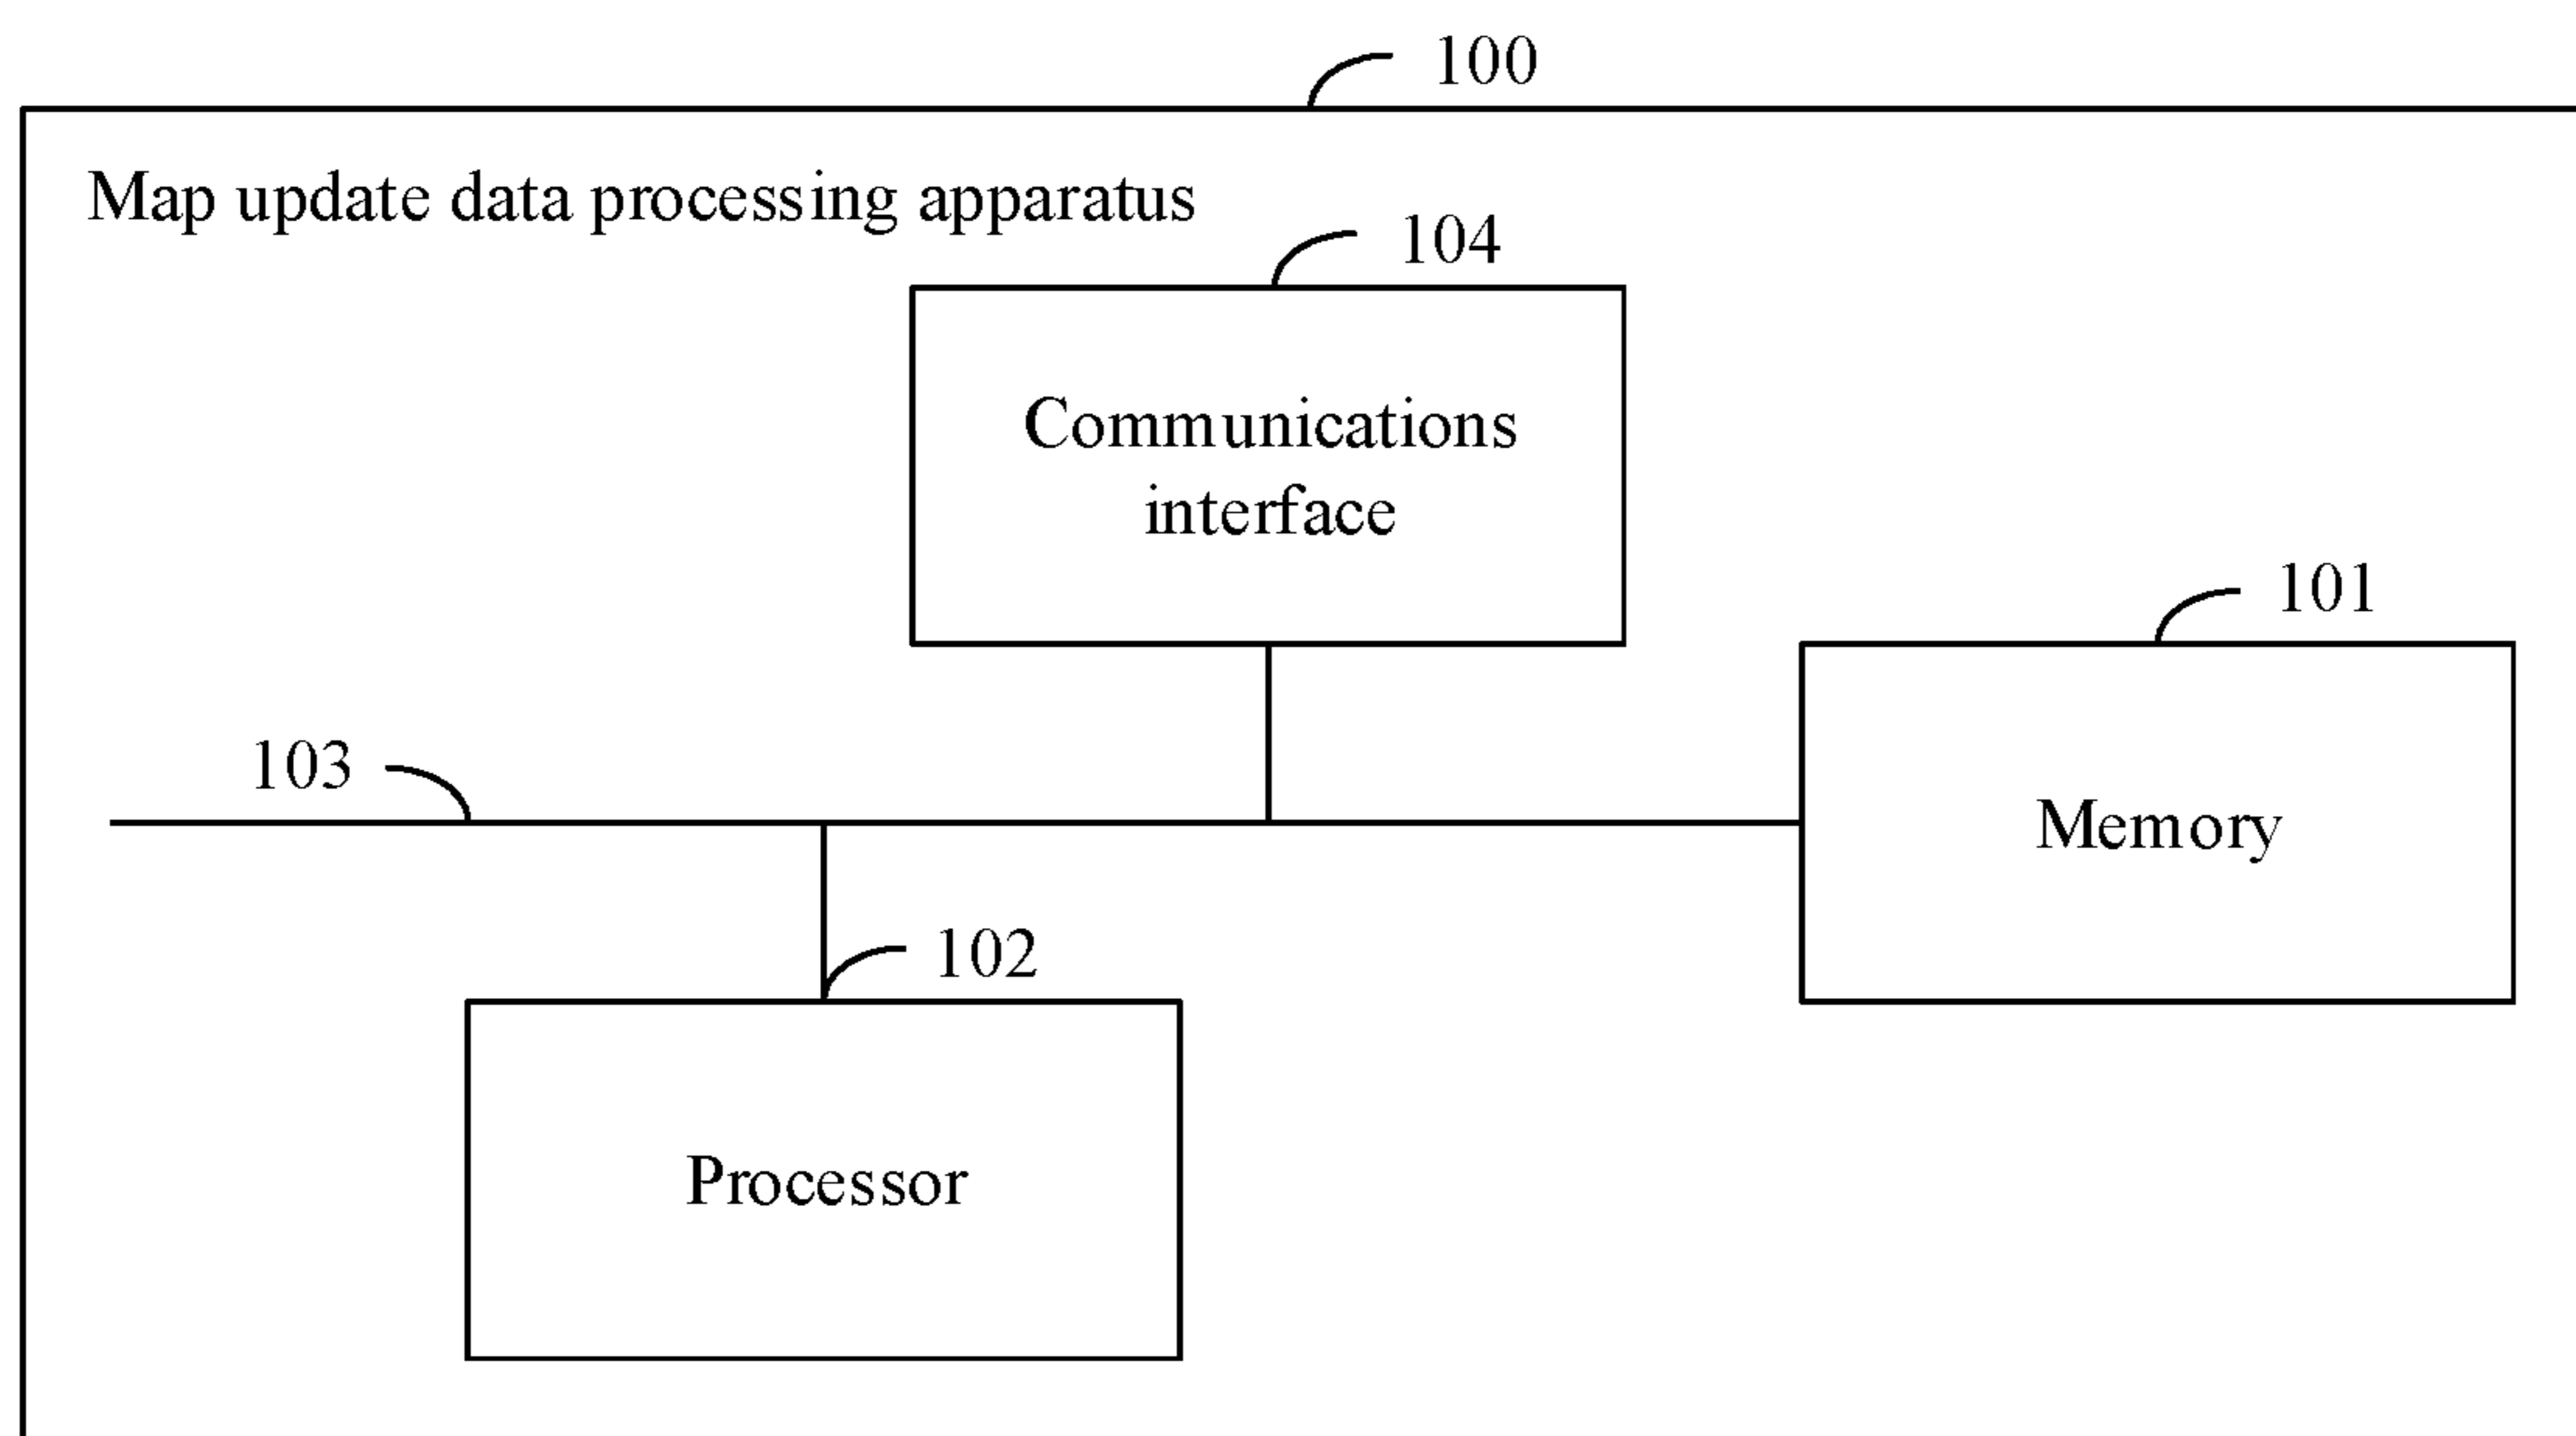 100
Map update data processing apparatus
104
Communications
interface
101
103
Memory
102
Processor